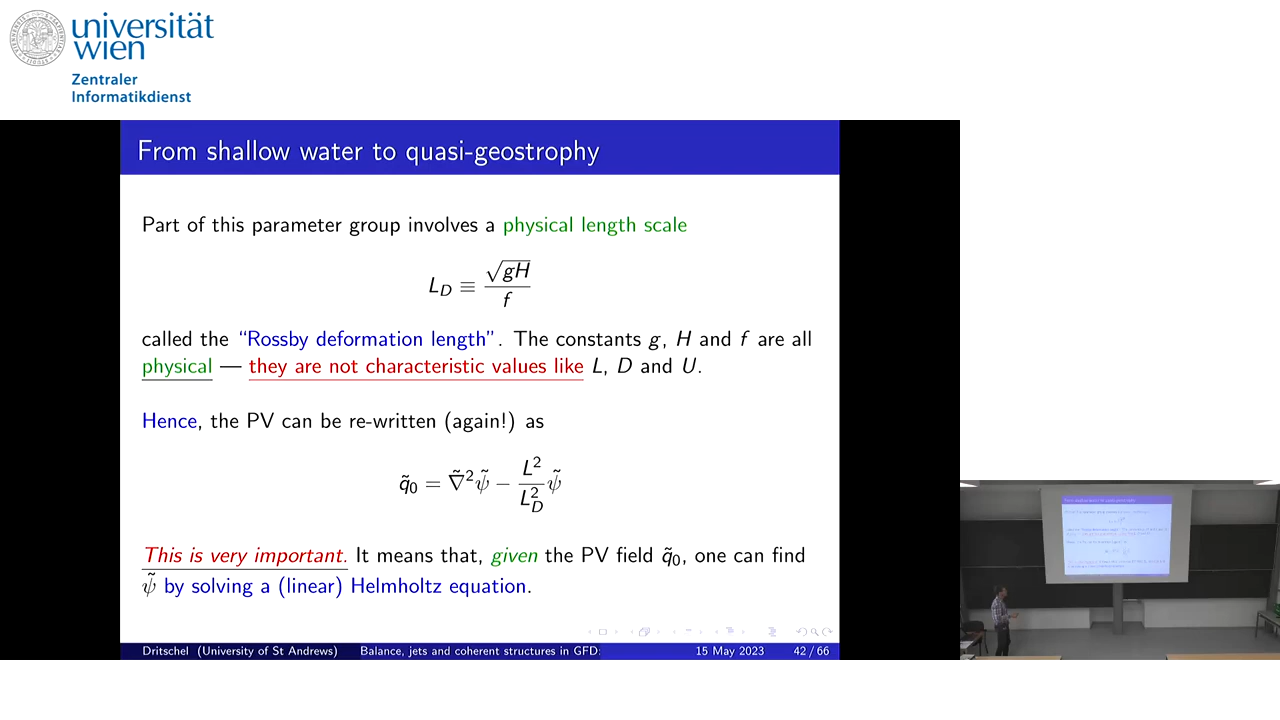 universität
wien
Zentraler
Informatikdienst
From shallow water to quasi-geostrophy
Part of this parameter group involves a physical length scale
L_D ≡ √(gH) / f
called the “Rossby deformation length”. The constants g, H and f are all
physical — they are not characteristic values like L, D and U.
Hence, the PV can be re-written (again!) as
q̃₀ = ∇̃²ψ̃ − (L²/L_D²) ψ̃
This is very important. It means that, given the PV field q̃₀, one can find
ψ̃ by solving a (linear) Helmholtz equation.
Dritschel (University of St Andrews) Balance, jets and coherent structures in GFD: 15 May 2023 42 / 66